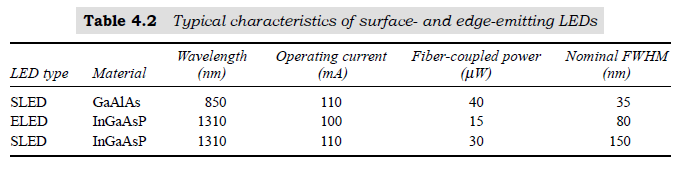 Table 4.2 Typical characteristics of surface- and edge-emitting LEDs
Wavelength Operating current Fiber-coupled power Nominal FWHM
LED type Material (nm) (mA) (μW) (nm)
SLED GaAlAs 850 110 40 35
ELED InGaAsP 1310 100 15 80
SLED InGaAsP 1310 110 30 150